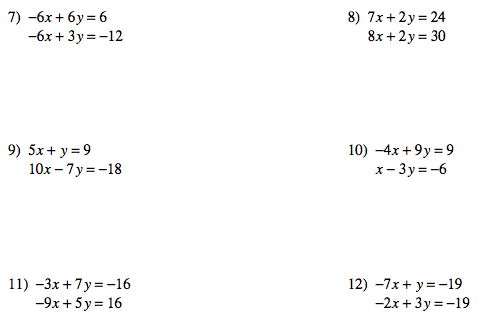 7) −6x + 6y = 6
−6x + 3y = −12
8) 7x + 2y = 24
8x + 2y = 30
9) 5x + y = 9
10x − 7y = −18
10) −4x + 9y = 9
x − 3y = −6
11) −3x + 7y = −16
−9x + 5y = 16
12) −7x + y = −19
−2x + 3y = −19